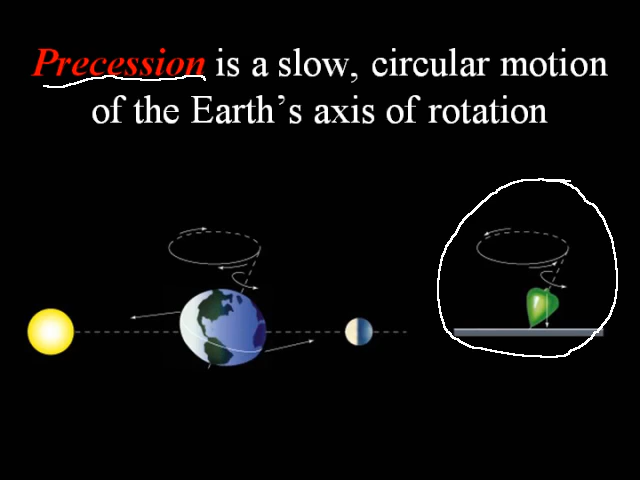 Precession is a slow, circular motion
of the Earth's axis of rotation